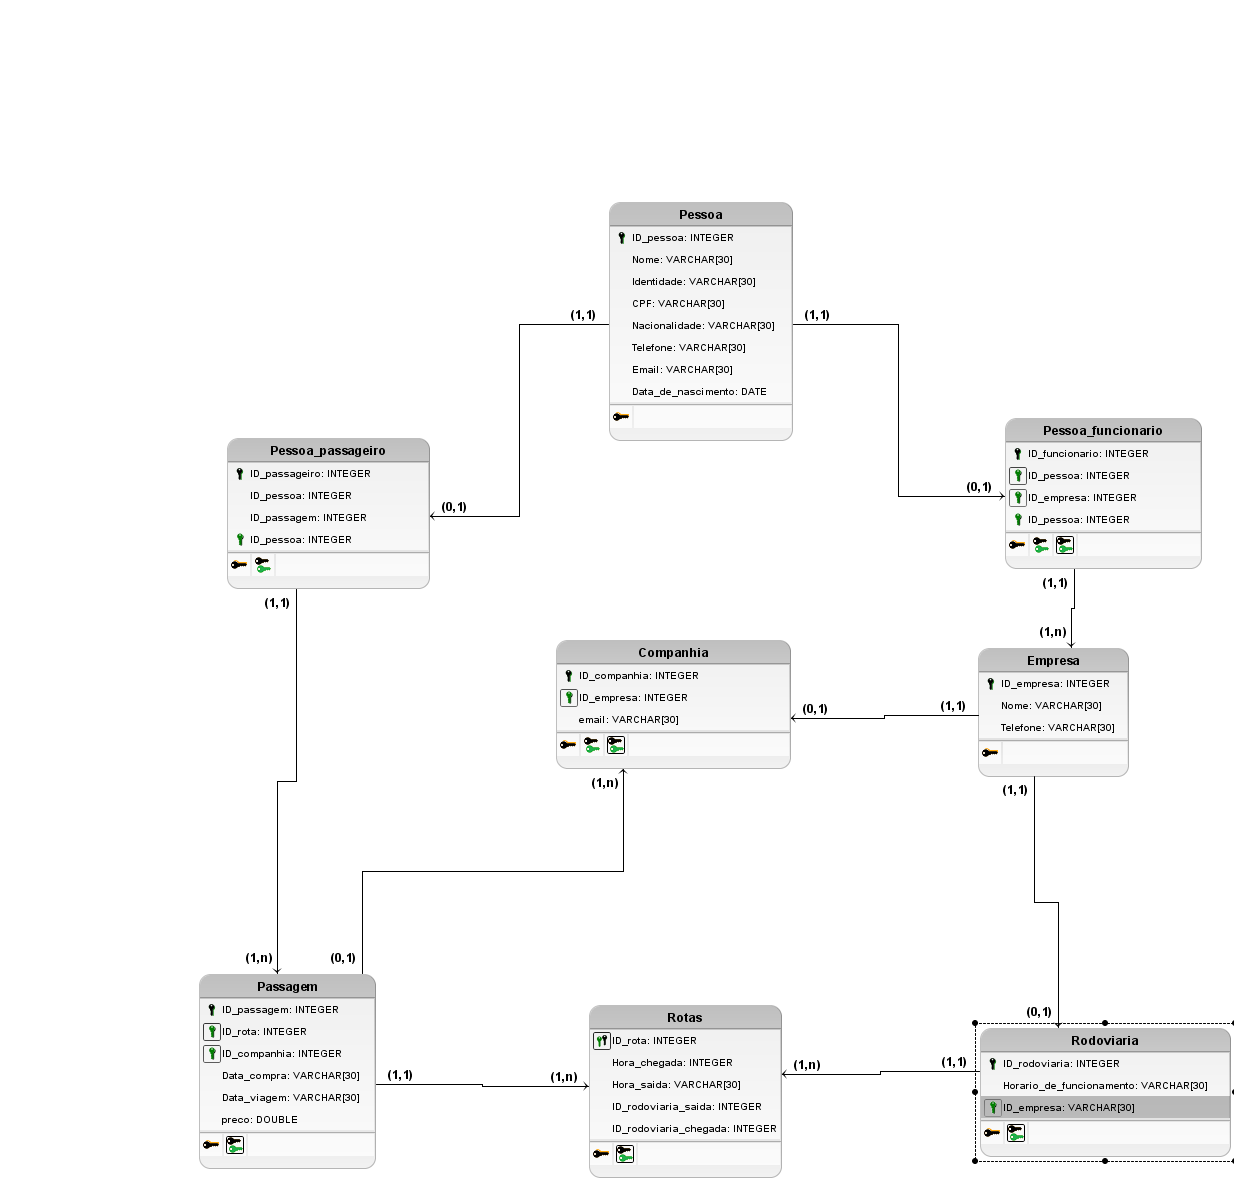 Pessoa
ID_pessoa: INTEGER
Nome: VARCHAR[30]
Identidade: VARCHAR[30]
CPF: VARCHAR[30]
Nacionalidade: VARCHAR[30]
Telefone: VARCHAR[30]
Email: VARCHAR[30]
Data_de_nascimento: DATE
(1,1)
(1,1)
Pessoa_passageiro
ID_passageiro: INTEGER
ID_pessoa: INTEGER
ID_passagem: INTEGER
ID_pessoa: INTEGER
(0,1)
(1,1)
Pessoa_funcionario
ID_funcionario: INTEGER
ID_pessoa: INTEGER
ID_empresa: INTEGER
ID_pessoa: INTEGER
(0,1)
(1,1)
(1,n)
Companhia
ID_companhia: INTEGER
ID_empresa: INTEGER
email: VARCHAR[30]
(0,1)
(1,1)
(1,n)
Empresa
ID_empresa: INTEGER
Nome: VARCHAR[30]
Telefone: VARCHAR[30]
(1,1)
(1,n)
(0,1)
Passagem
ID_passagem: INTEGER
ID_rota: INTEGER
ID_companhia: INTEGER
Data_compra: VARCHAR[30]
Data_viagem: VARCHAR[30]
preco: DOUBLE
(1,1)
(1,n)
Rotas
ID_rota: INTEGER
Hora_chegada: INTEGER
Hora_saida: VARCHAR[30]
ID_rodoviaria_saida: INTEGER
ID_rodoviaria_chegada: INTEGER
(1,n)
(1,1)
(0,1)
Rodoviaria
ID_rodoviaria: INTEGER
Horario_de_funcionamento: VARCHAR[30]
ID_empresa: VARCHAR[30]